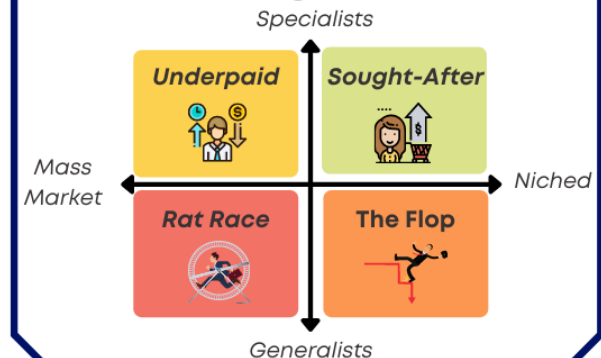 Specialists
Underpaid
Sought-After
$
$
Mass
Market
Niched
Rat Race
The Flop
Generalists